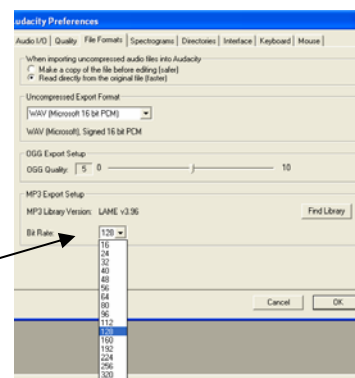 udacity Preferences
Audio I/O Quality File Formats Spectrograms Directories Interface Keyboard Mouse
When importing uncompressed audio files into Audacity
Make a copy of the file before editing (safer)
Read directly from the original file (faster)
Uncompressed Export Format
WAV (Microsoft 16 bit PCM)
WAV (Microsoft), Signed 16 bit PCM
OGG Export Setup
OGG Quality: 5 0 10
MP3 Export Setup
MP3 Library Version: LAME v3.96 Find Library
Bit Rate: 128
16
24
32
40
48
56
64
80
96
112
128
160
192
224
256
320
Cancel OK